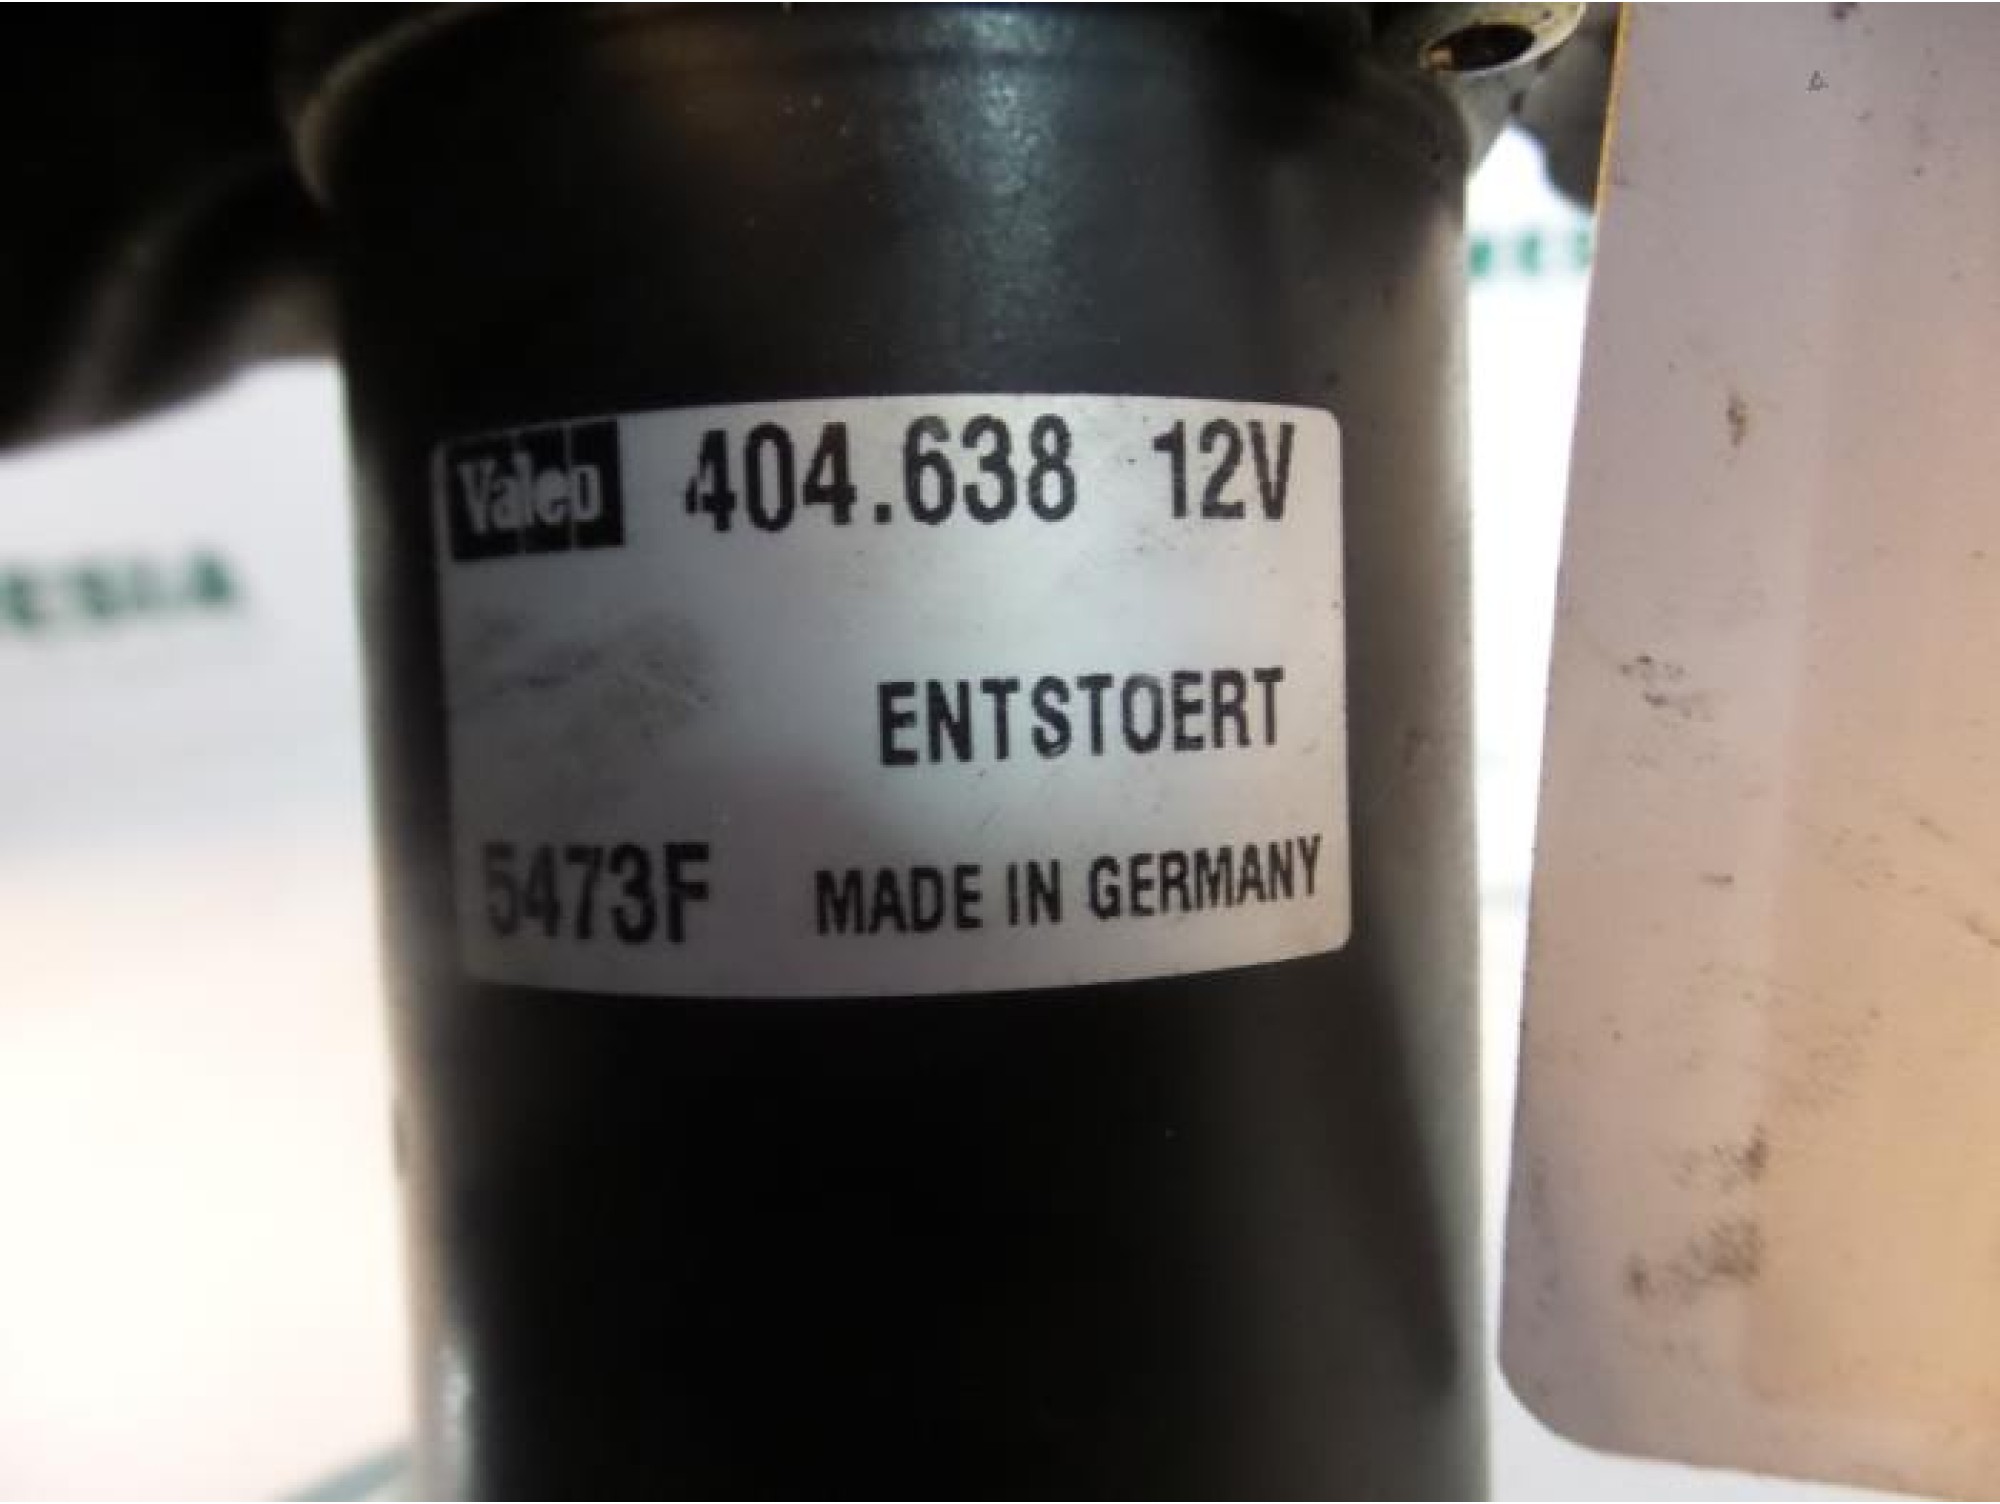 Valeo 404.638 12V
ENTSTOERT
5473F MADE IN GERMANY